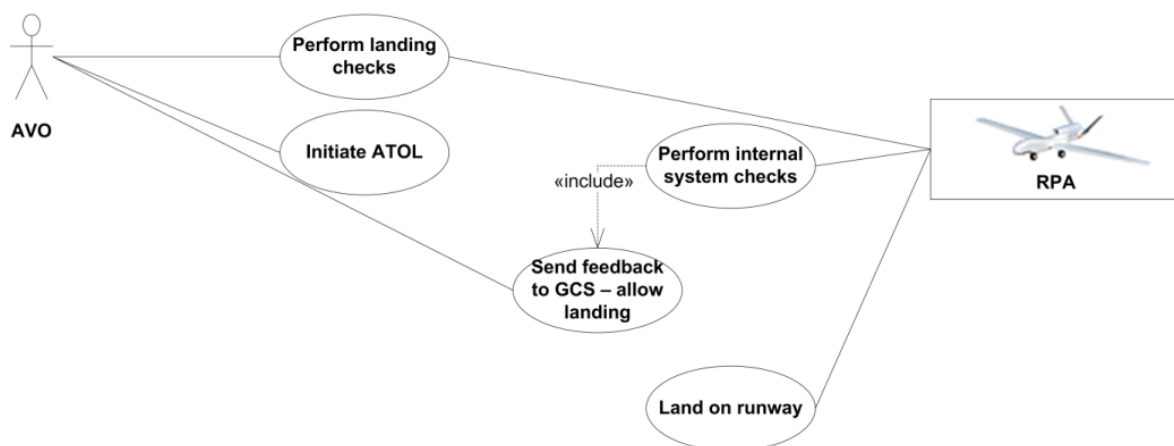 Perform landing
checks
AVO
Initiate ATOL
Perform internal
system checks
RPA
«include»
Send feedback
to GCS – allow
landing
Land on runway